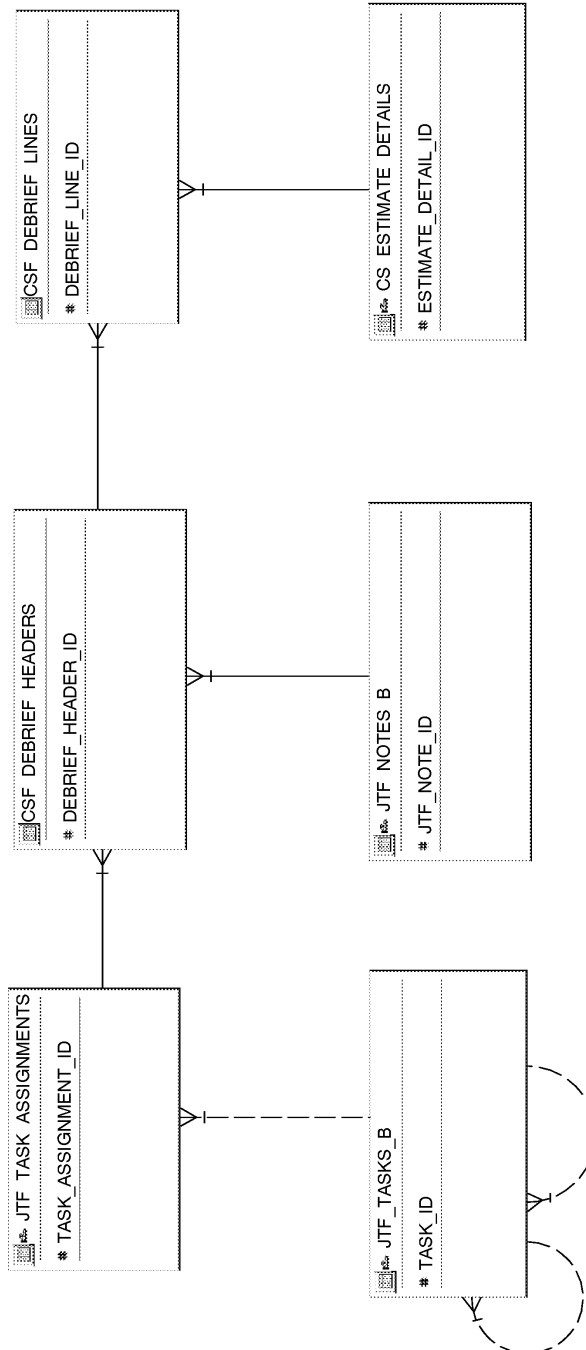 JTF TASK ASSIGNMENTS
# TASK_ASSIGNMENT_ID
CSF DEBRIEF HEADERS
# DEBRIEF_HEADER_ID
CSF DEBRIEF LINES
# DEBRIEF_LINE_ID
JTF_TASKS_B
# TASK_ID
JTF NOTES B
# JTF_NOTE_ID
CS ESTIMATE DETAILS
# ESTIMATE_DETAIL_ID